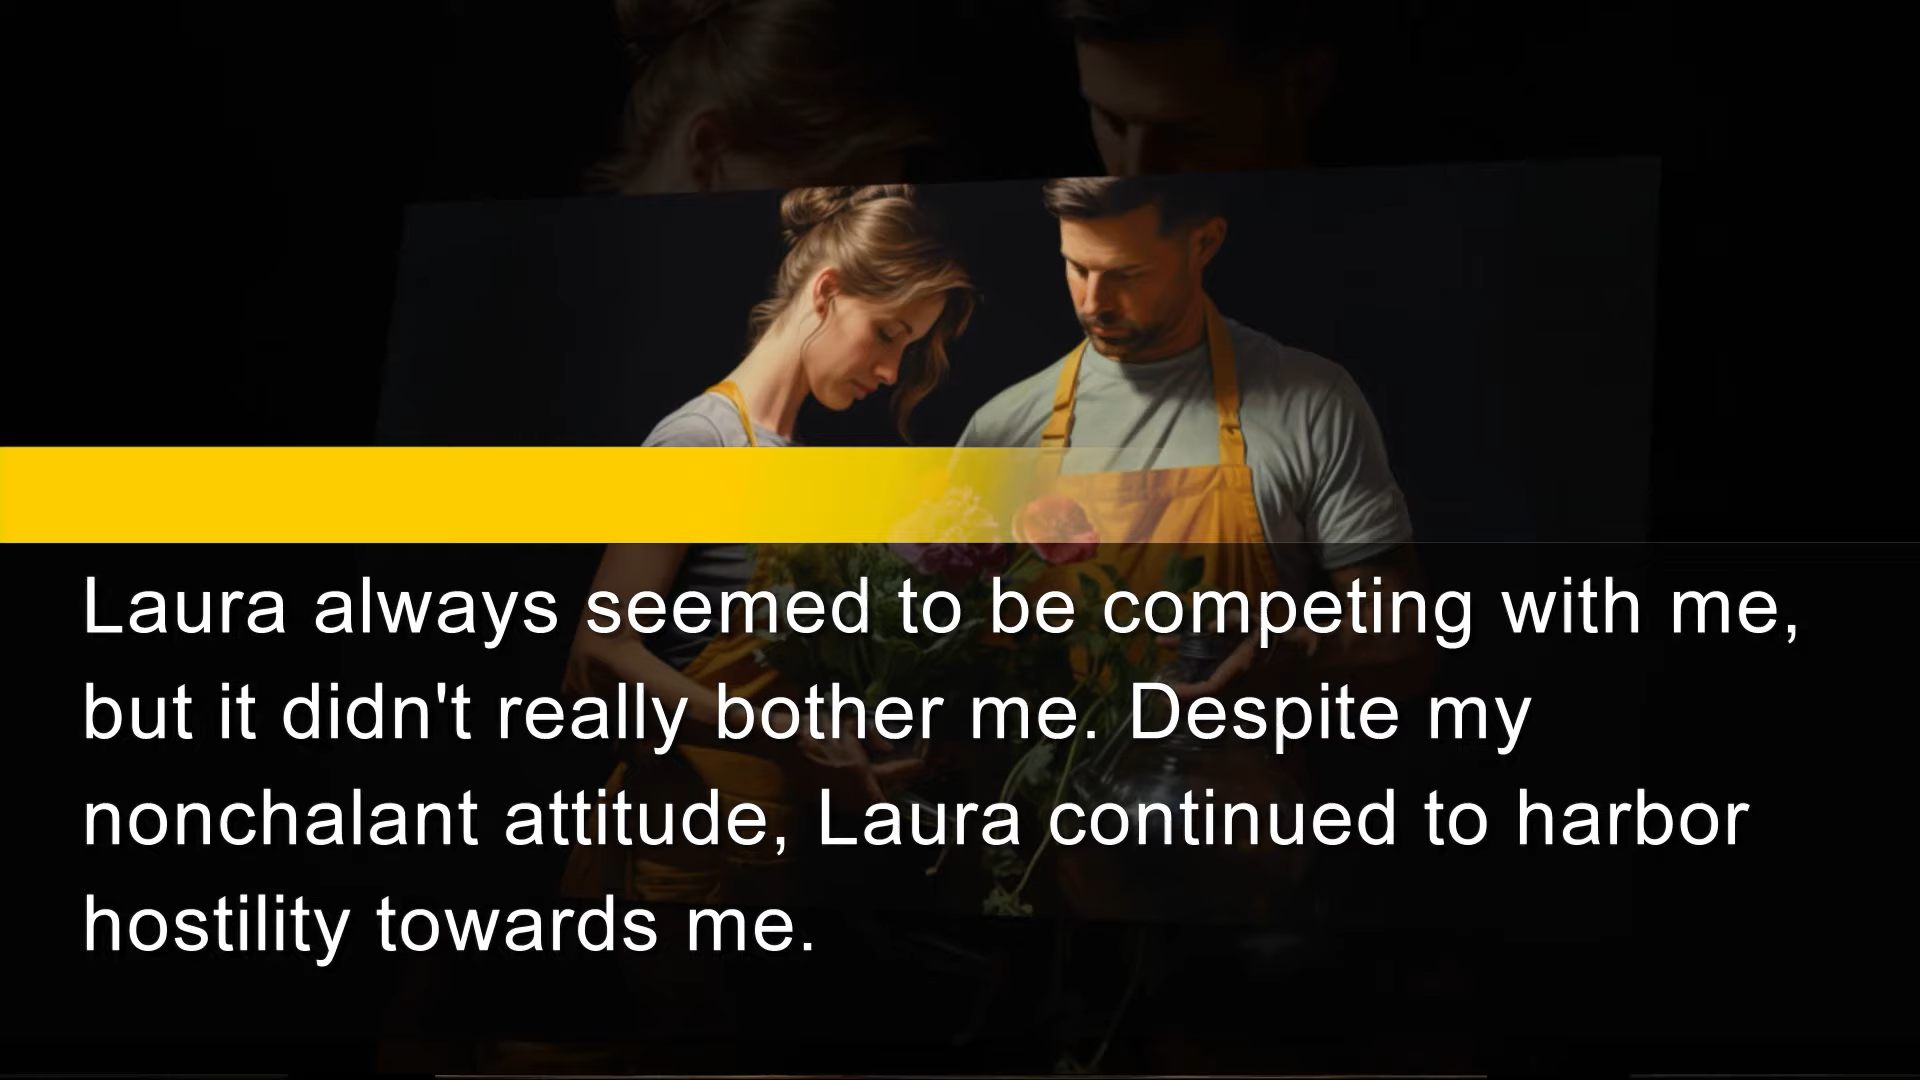 Laura always seemed to be competing with me,
but it didn't really bother me. Despite my
nonchalant attitude, Laura continued to harbor
hostility towards me.